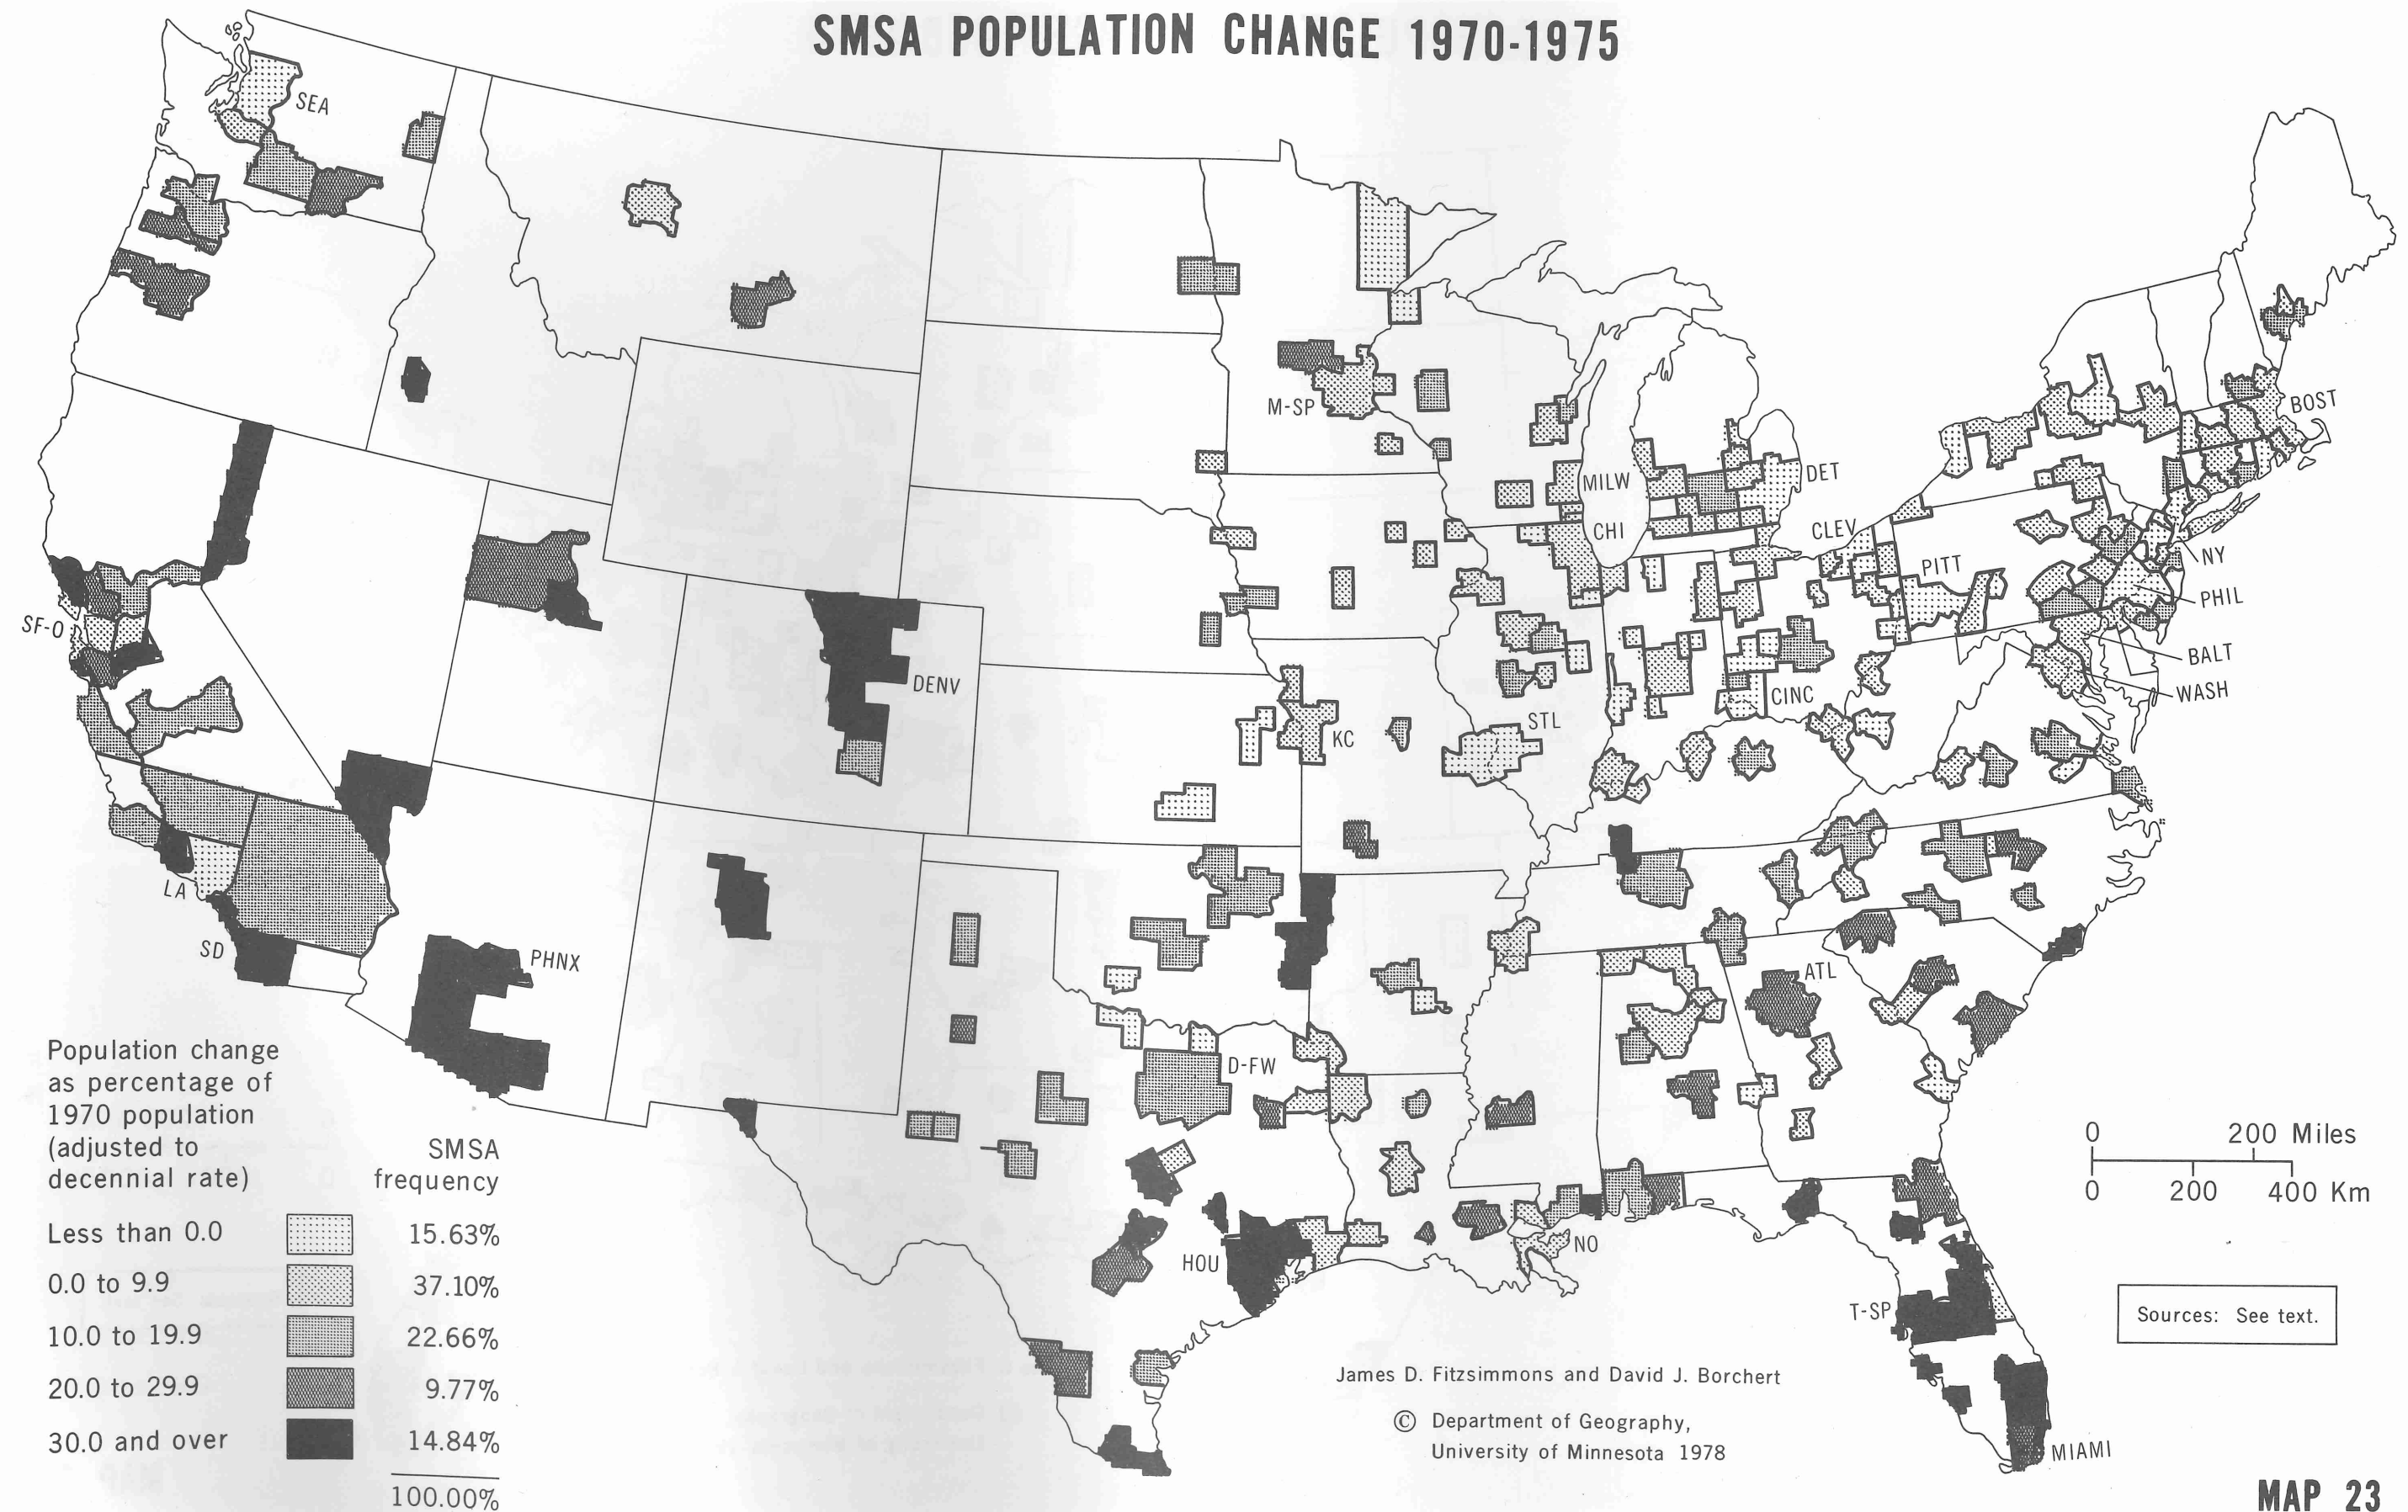 SMSA POPULATION CHANGE 1970-1975
SEA
M-SP
BOST
MILW
DET
CHI
CLEV
PITT
NY
PHIL
BALT
WASH
CINC
SF-O
DENV
STL
KC
LA
SD
PHNX
ATL
D-FW
HOU
NO
T-SP
MIAMI
Population change
as percentage of
1970 population
(adjusted to
decennial rate)
SMSA
frequency
Less than 0.0 15.63%
0.0 to 9.9 37.10%
10.0 to 19.9 22.66%
20.0 to 29.9 9.77%
30.0 and over 14.84%
100.00%
0 200 Miles
0 200 400 Km
Sources: See text.
James D. Fitzsimmons and David J. Borchert
© Department of Geography,
University of Minnesota 1978
MAP 23